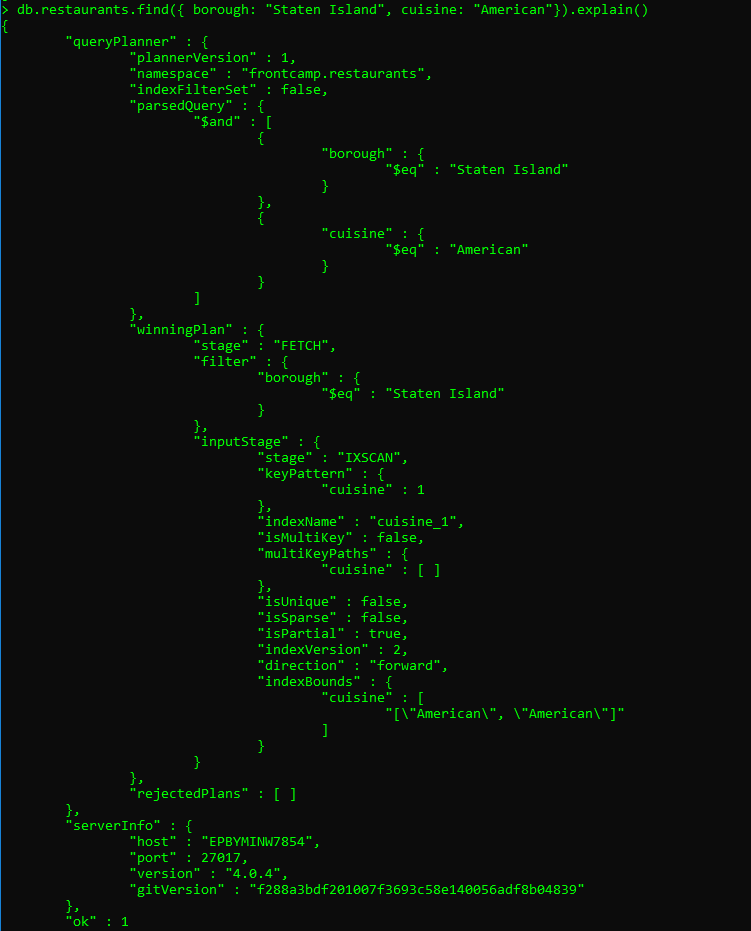 > db.restaurants.find({ borough: "Staten Island", cuisine: "American"}).explain()
{
        "queryPlanner" : {
                "plannerVersion" : 1,
                "namespace" : "frontcamp.restaurants",
                "indexFilterSet" : false,
                "parsedQuery" : {
                        "$and" : [
                                {
                                        "borough" : {
                                                "$eq" : "Staten Island"
                                        }
                                },
                                {
                                        "cuisine" : {
                                                "$eq" : "American"
                                        }
                                }
                        ]
                },
                "winningPlan" : {
                        "stage" : "FETCH",
                        "filter" : {
                                "borough" : {
                                        "$eq" : "Staten Island"
                                }
                        },
                        "inputStage" : {
                                "stage" : "IXSCAN",
                                "keyPattern" : {
                                        "cuisine" : 1
                                },
                                "indexName" : "cuisine_1",
                                "isMultiKey" : false,
                                "multiKeyPaths" : {
                                        "cuisine" : [ ]
                                },
                                "isUnique" : false,
                                "isSparse" : false,
                                "isPartial" : true,
                                "indexVersion" : 2,
                                "direction" : "forward",
                                "indexBounds" : {
                                        "cuisine" : [
                                                "[\"American\", \"American\"]"
                                        ]
                                }
                        }
                },
                "rejectedPlans" : [ ]
        },
        "serverInfo" : {
                "host" : "EPBYMINW7854",
                "port" : 27017,
                "version" : "4.0.4",
                "gitVersion" : "f288a3bdf201007f3693c58e140056adf8b04839"
        },
        "ok" : 1